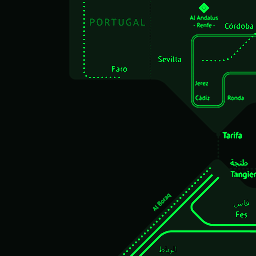 PORTUGAL
Al Andalus
- Renfe -
Córdoba
Sevilla
Faro
Jerez
Cádiz
Ronda
Tarifa
طنجة
Tangier
Al Boraq
فاس
Fes